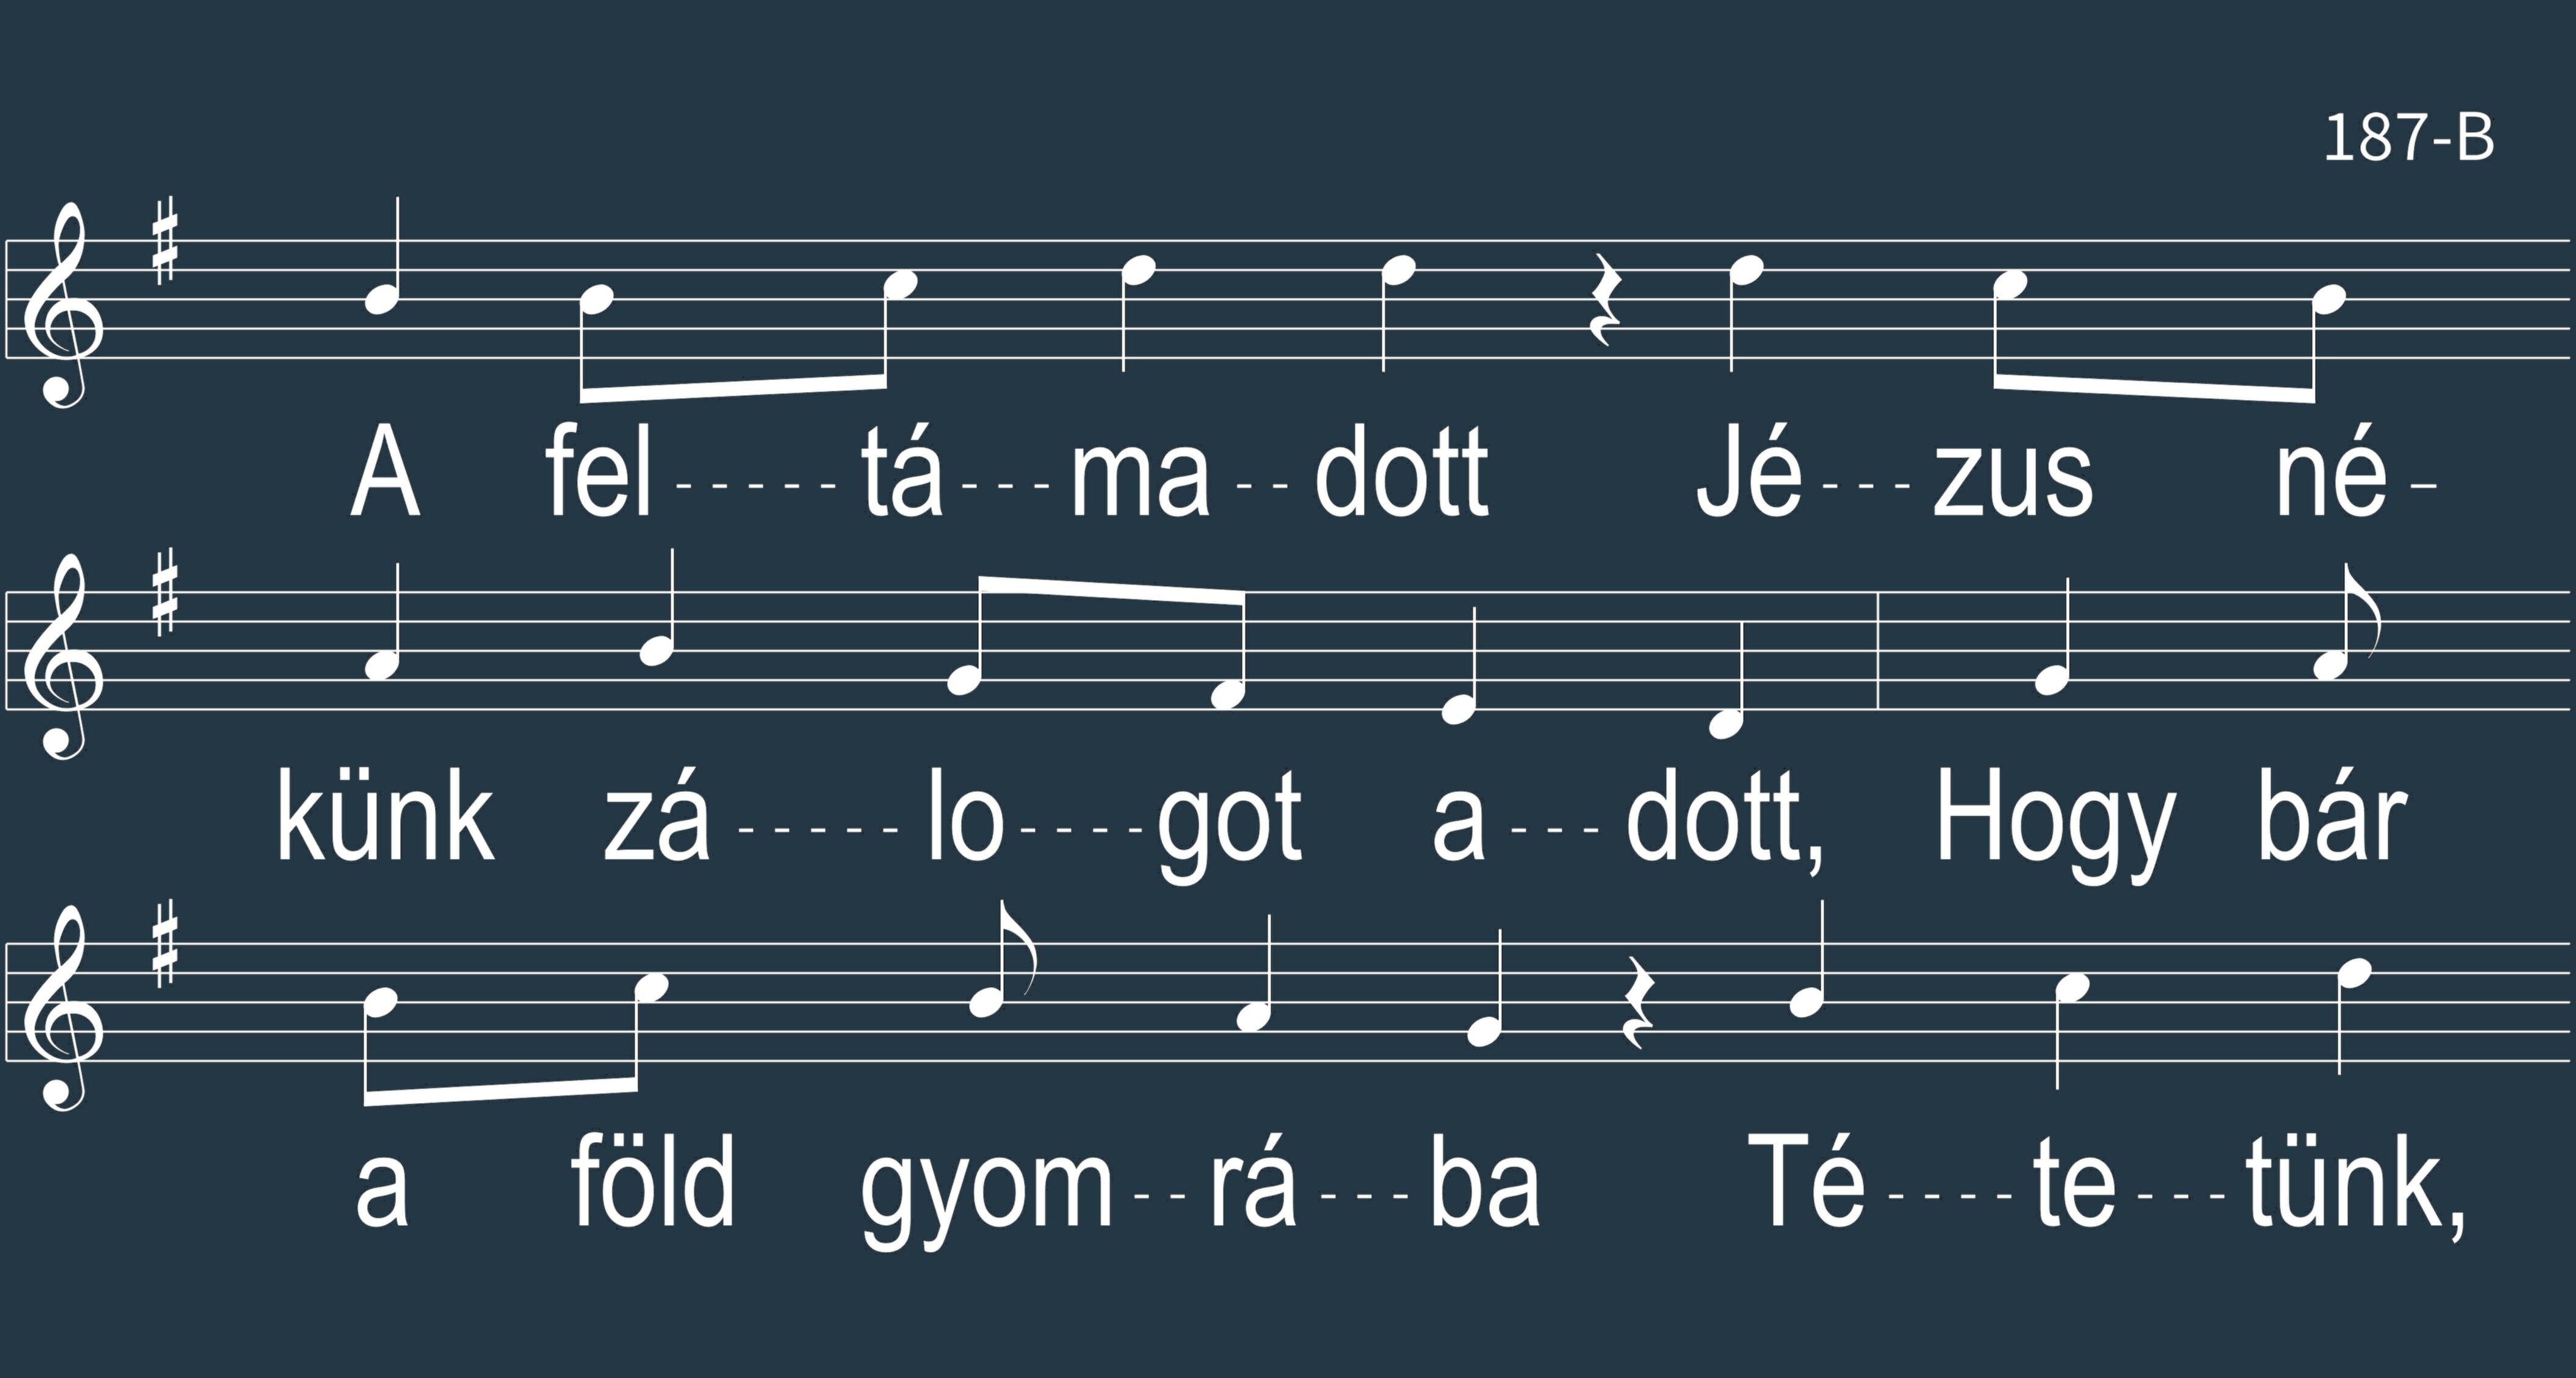 187-B
A fel-----tá---ma--dott Jé---zus né-
künk zá-----lo----got a---dott, Hogy bár
a föld gyom--rá---ba Té----te---tünk,